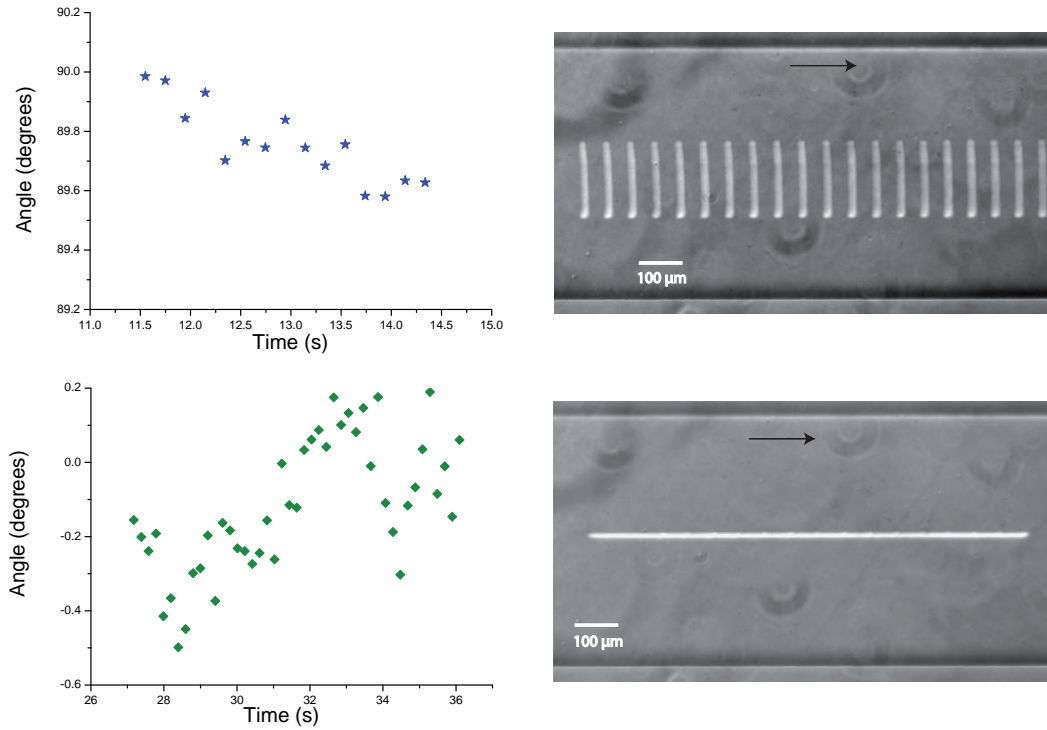 90.2
90.0
89.8
89.6
89.4
89.2
Angle (degrees)
11.0 11.5 12.0 12.5 13.0 13.5 14.0 14.5 15.0
Time (s)
100 µm
0.2
0.0
-0.2
-0.4
-0.6
Angle (degrees)
26 28 30 32 34 36
Time (s)
100 µm